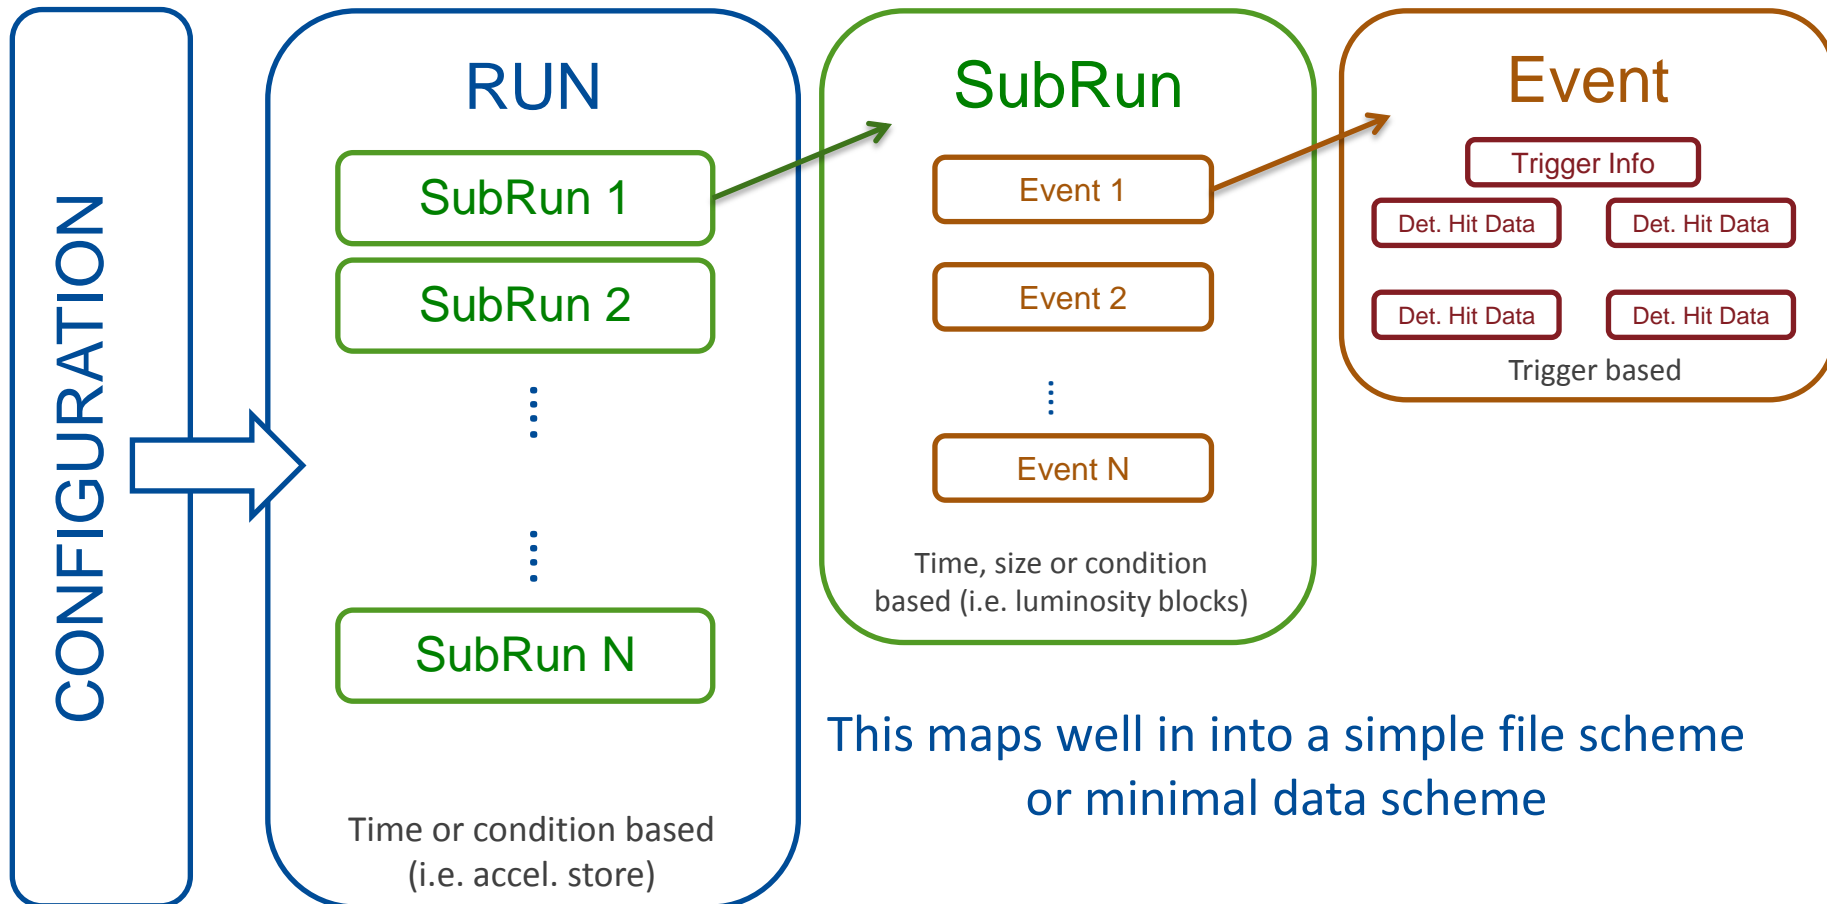 CONFIGURATION
RUN
SubRun 1
SubRun 2
SubRun N
Time or condition based
(i.e. accel. store)
SubRun
Event 1
Event 2
Event N
Time, size or condition
based (i.e. luminosity blocks)
Event
Trigger Info
Det. Hit Data
Det. Hit Data
Det. Hit Data
Det. Hit Data
Trigger based
This maps well in into a simple file scheme
or minimal data scheme